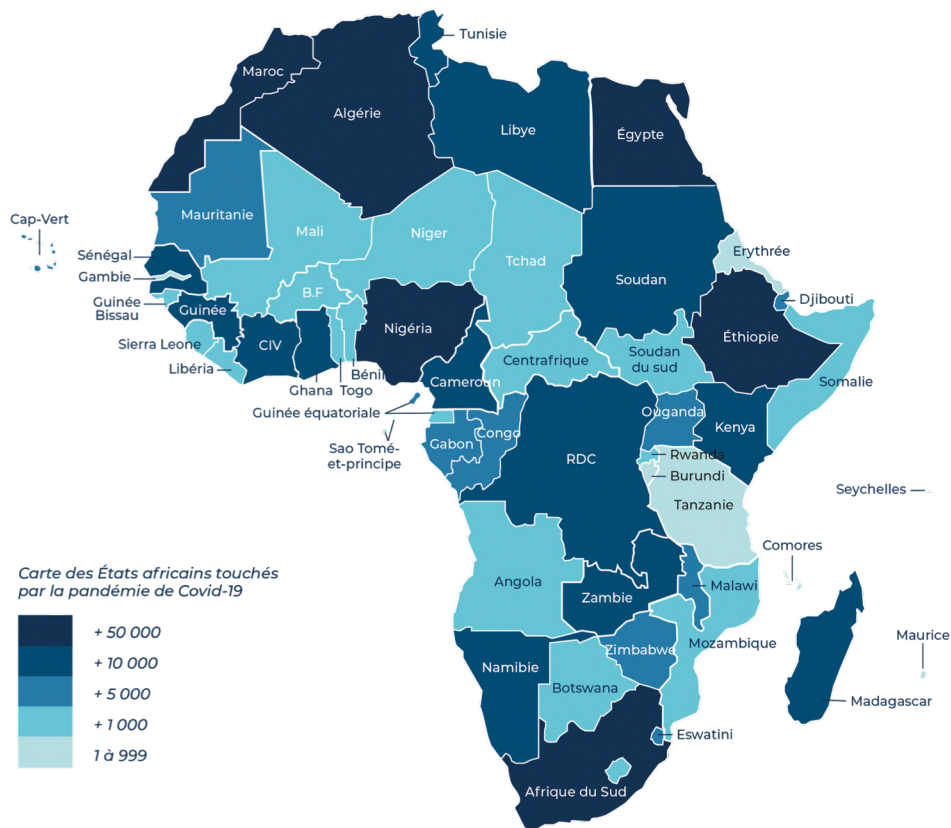 Tunisie
Maroc
Algérie
Libye
Égypte
Cap-Vert
Mauritanie
Mali
Niger
Tchad
Soudan
Erythrée
Sénégal
Gambie
Guinée
Bissau
Guinée
B.F
Nigéria
Djibouti
Éthiopie
Sierra Leone
CIV
Libéria
Ghana
Togo
Bénin
Cameroun
Centrafrique
Soudan
du sud
Somalie
Guinée équatoriale
Sao Tomé-
et-principe
Gabon
Congo
RDC
Ouganda
Kenya
Rwanda
Burundi
Tanzanie
Seychelles
Comores
Angola
Zambie
Malawi
Mozambique
Maurice
Zimbabwe
Namibie
Botswana
Madagascar
Eswatini
Afrique du Sud
Carte des États africains touchés
par la pandémie de Covid-19
+ 50 000
+ 10 000
+ 5 000
+ 1 000
1 à 999